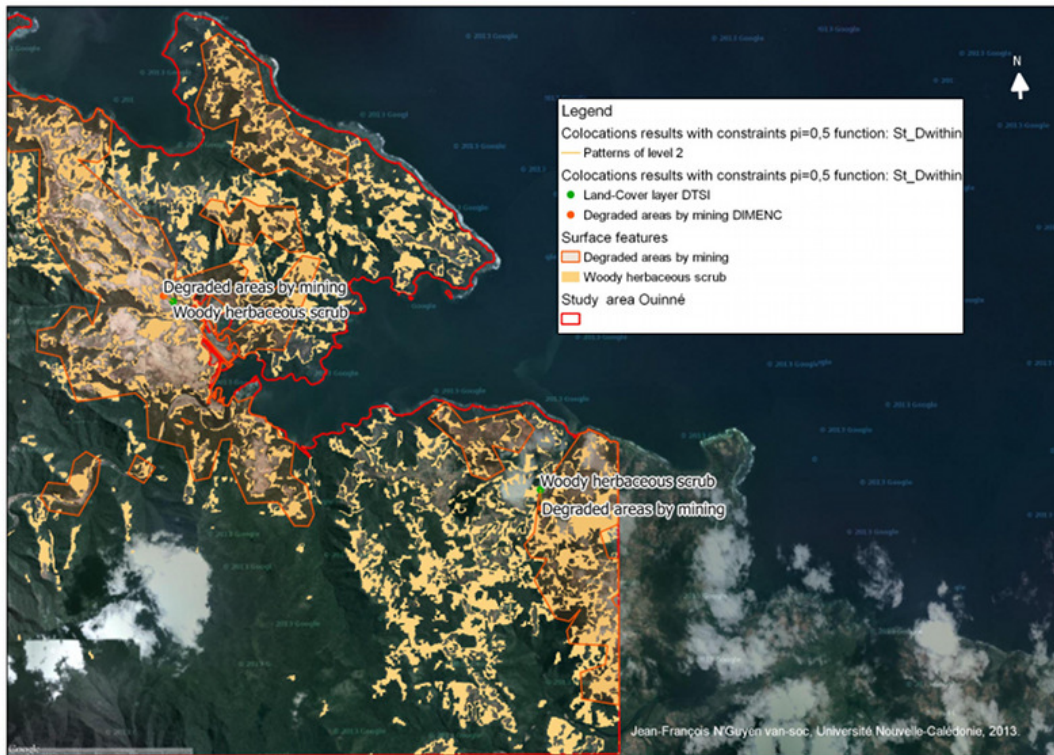 N
Legend
Colocations results with constraints pi=0,5 function: St_Dwithin
Patterns of level 2
Colocations results with constraints pi=0,5 function: St_Dwithin
Land-Cover layer DTSI
Degraded areas by mining DIMENC
Surface features
Degraded areas by mining
Woody herbaceous scrub
Study area Ouinné
Degraded areas by mining
Woody herbaceous scrub
Woody herbaceous scrub
Degraded areas by mining
Jean-François N'Guyen van-soc, Université Nouvelle-Calédonie, 2013.
Google